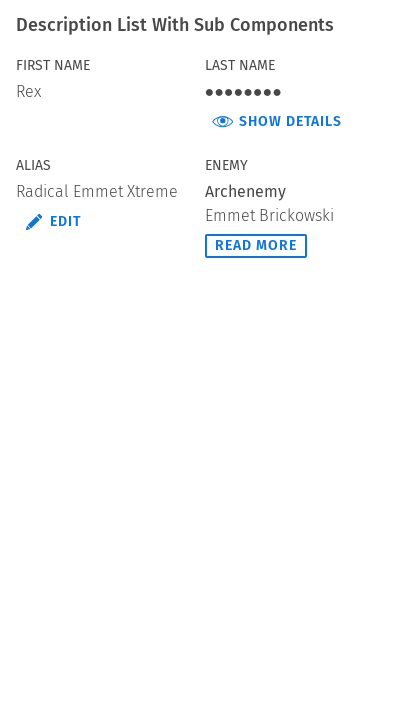 Description List With Sub Components
FIRST NAME
Rex
LAST NAME
●●●●●●●●
SHOW DETAILS
ALIAS
Radical Emmet Xtreme
EDIT
ENEMY
Archenemy
Emmet Brickowski
READ MORE